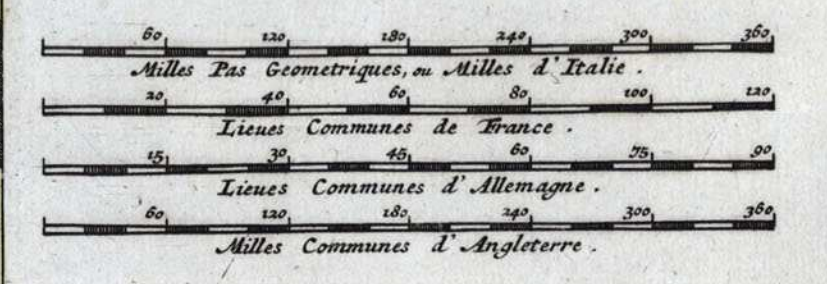 60 120 180 240 300 360
Milles Pas Geometriques, ou Milles d'Italie.
20 40 60 80 100 120
Lieues Communes de France.
15 30 45 60 75 90
Lieues Communes d'Allemagne.
60 120 180 240 300 360
Milles Communes d'Angleterre.